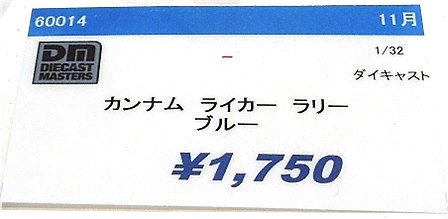 60014 11月
DM
DIECAST
MASTERS
-
1/32
ダイキャスト
カンナム ライカー ラリー
ブルー
¥1,750